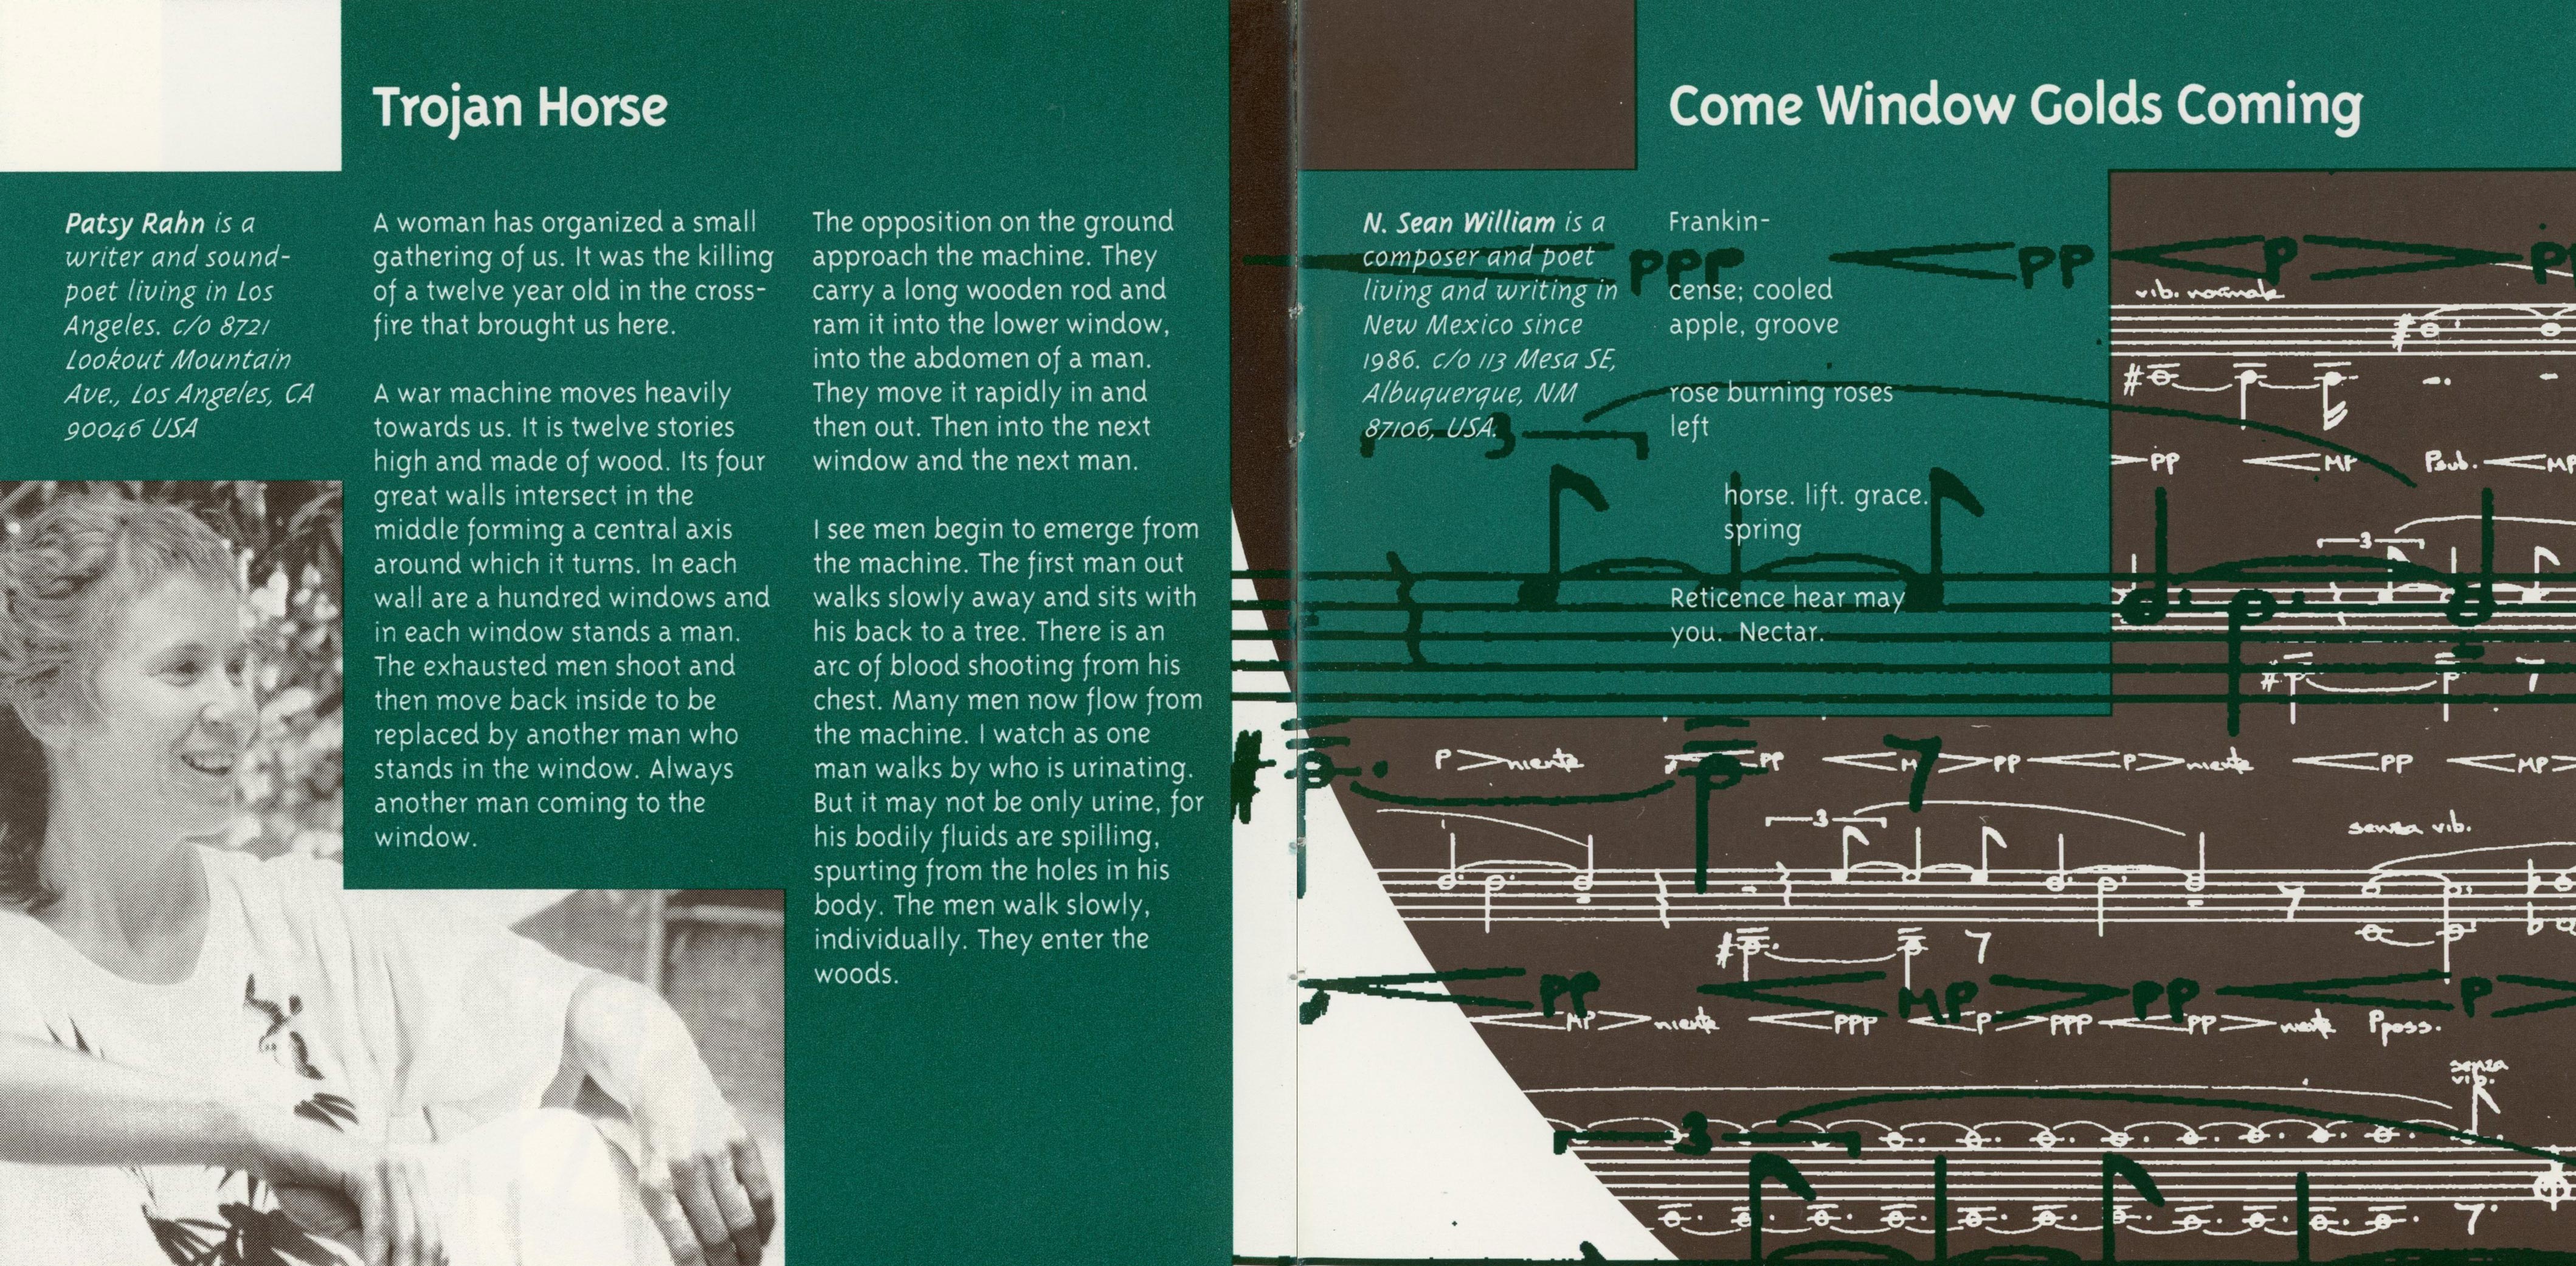 Trojan Horse
Patsy Rahn is a
writer and sound-
poet living in Los
Angeles. c/o 8721
Lookout Mountain
Ave., Los Angeles, CA
90046 USA
A woman has organized a small
gathering of us. It was the killing
of a twelve year old in the cross-
fire that brought us here.
A war machine moves heavily
towards us. It is twelve stories
high and made of wood. Its four
great walls intersect in the
middle forming a central axis
around which it turns. In each
wall are a hundred windows and
in each window stands a man.
The exhausted men shoot and
then move back inside to be
replaced by another man who
stands in the window. Always
another man coming to the
window.
The opposition on the ground
approach the machine. They
carry a long wooden rod and
ram it into the lower window,
into the abdomen of a man.
They move it rapidly in and
then out. Then into the next
window and the next man.
I see men begin to emerge from
the machine. The first man out
walks slowly away and sits with
his back to a tree. There is an
arc of blood shooting from his
chest. Many men now flow from
the machine. I watch as one
man walks by who is urinating.
But it may not be only urine, for
his bodily fluids are spilling,
spurting from the holes in his
body. The men walk slowly,
individually. They enter the
woods.
Come Window Golds Coming
N. Sean William is a
composer and poet
living and writing in
New Mexico since
1986. c/o 113 Mesa SE,
Albuquerque, NM
87106, USA.
Frankin-
cense; cooled
apple, groove
rose burning roses
left
horse. lift. grace.
spring
Reticence hear may
you. Nectar.
ppp pp p
vib. normale
pp mp psub. mp
3
3
p niente pp m pp p niente pp mp
3
senza vib.
pp mp pp p
mp niente ppp p ppp pp niente pposs.
senza
vib.
3